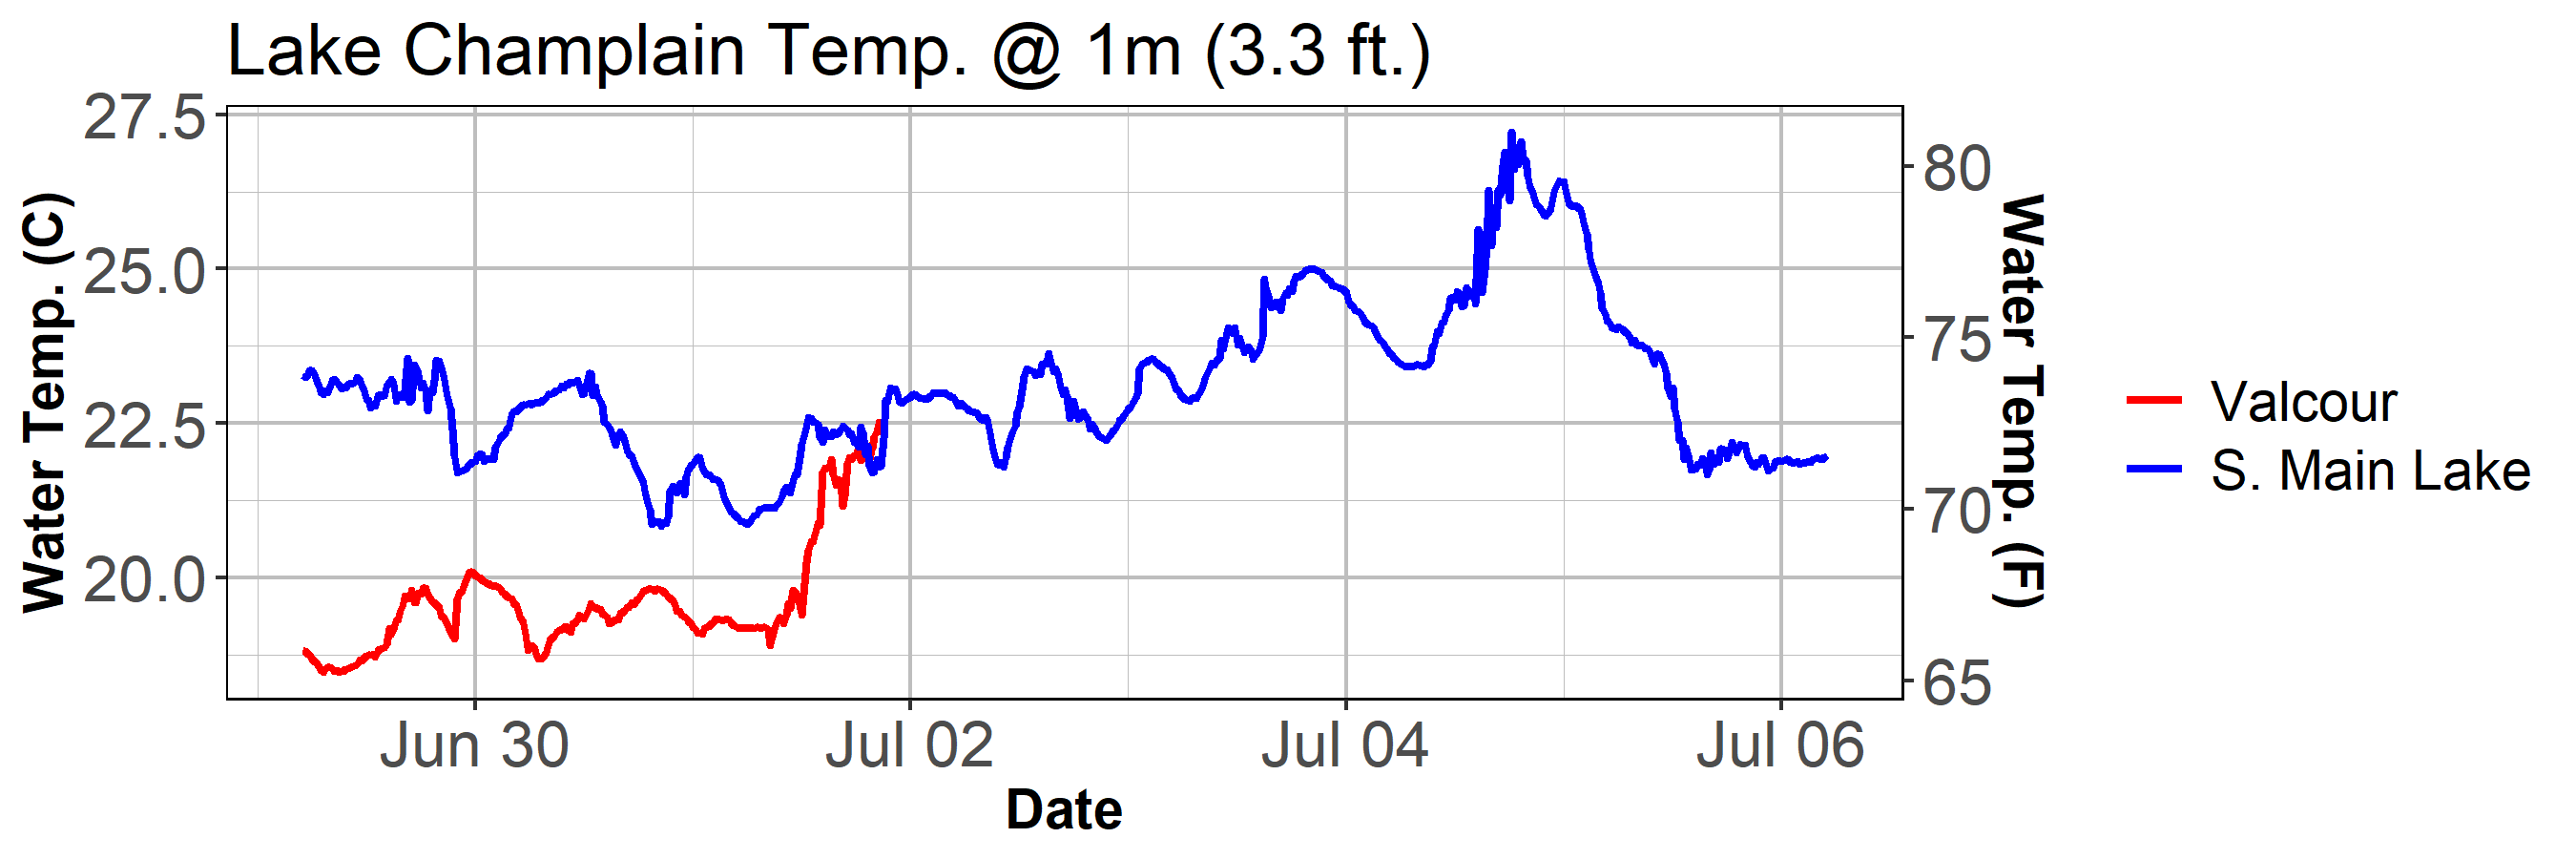 Lake Champlain Temp. @ 1m (3.3 ft.)
27.5
25.0
22.5
20.0
Water Temp. (C)
80
75
70
65
Water Temp. (F)
Jun 30
Jul 02
Jul 04
Jul 06
Date
Valcour
S. Main Lake